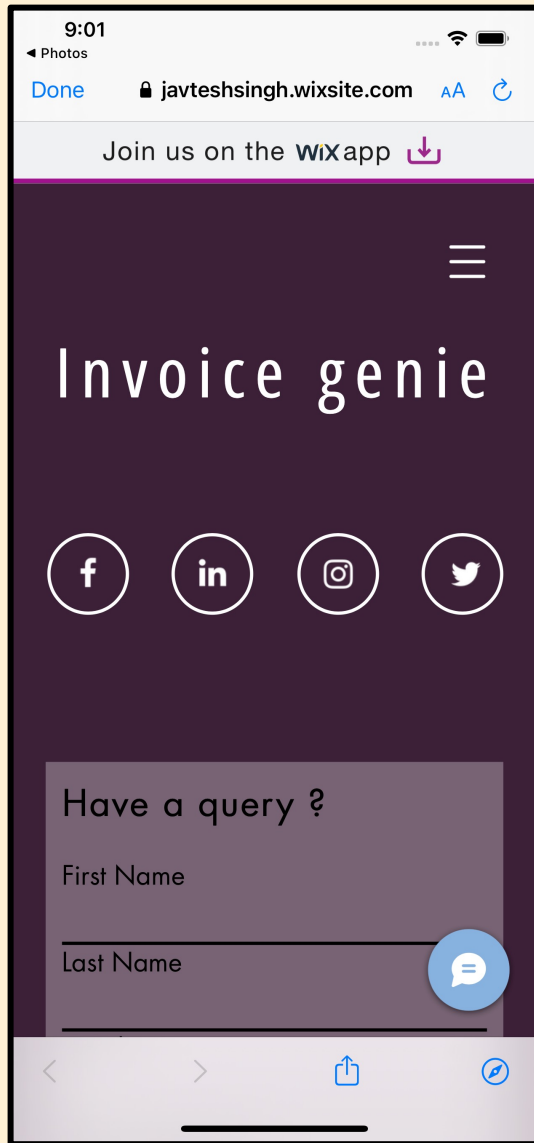 9:01
◀ Photos
Done javteshsingh.wixsite.com AA
Join us on the WiX app
Invoice genie
f in
Have a query ?
First Name
Last Name